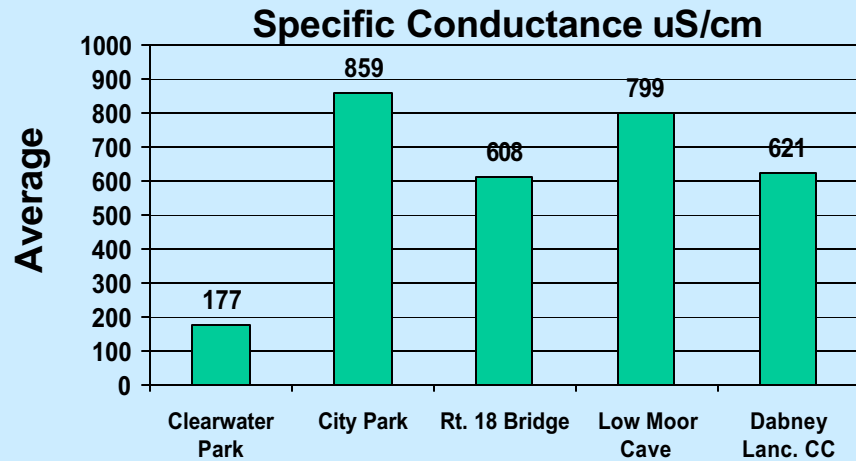 Specific Conductance uS/cm
Average
1000
900
800
700
600
500
400
300
200
100
0
177
859
608
799
621
Clearwater
Park
City Park
Rt. 18 Bridge
Low Moor
Cave
Dabney
Lanc. CC